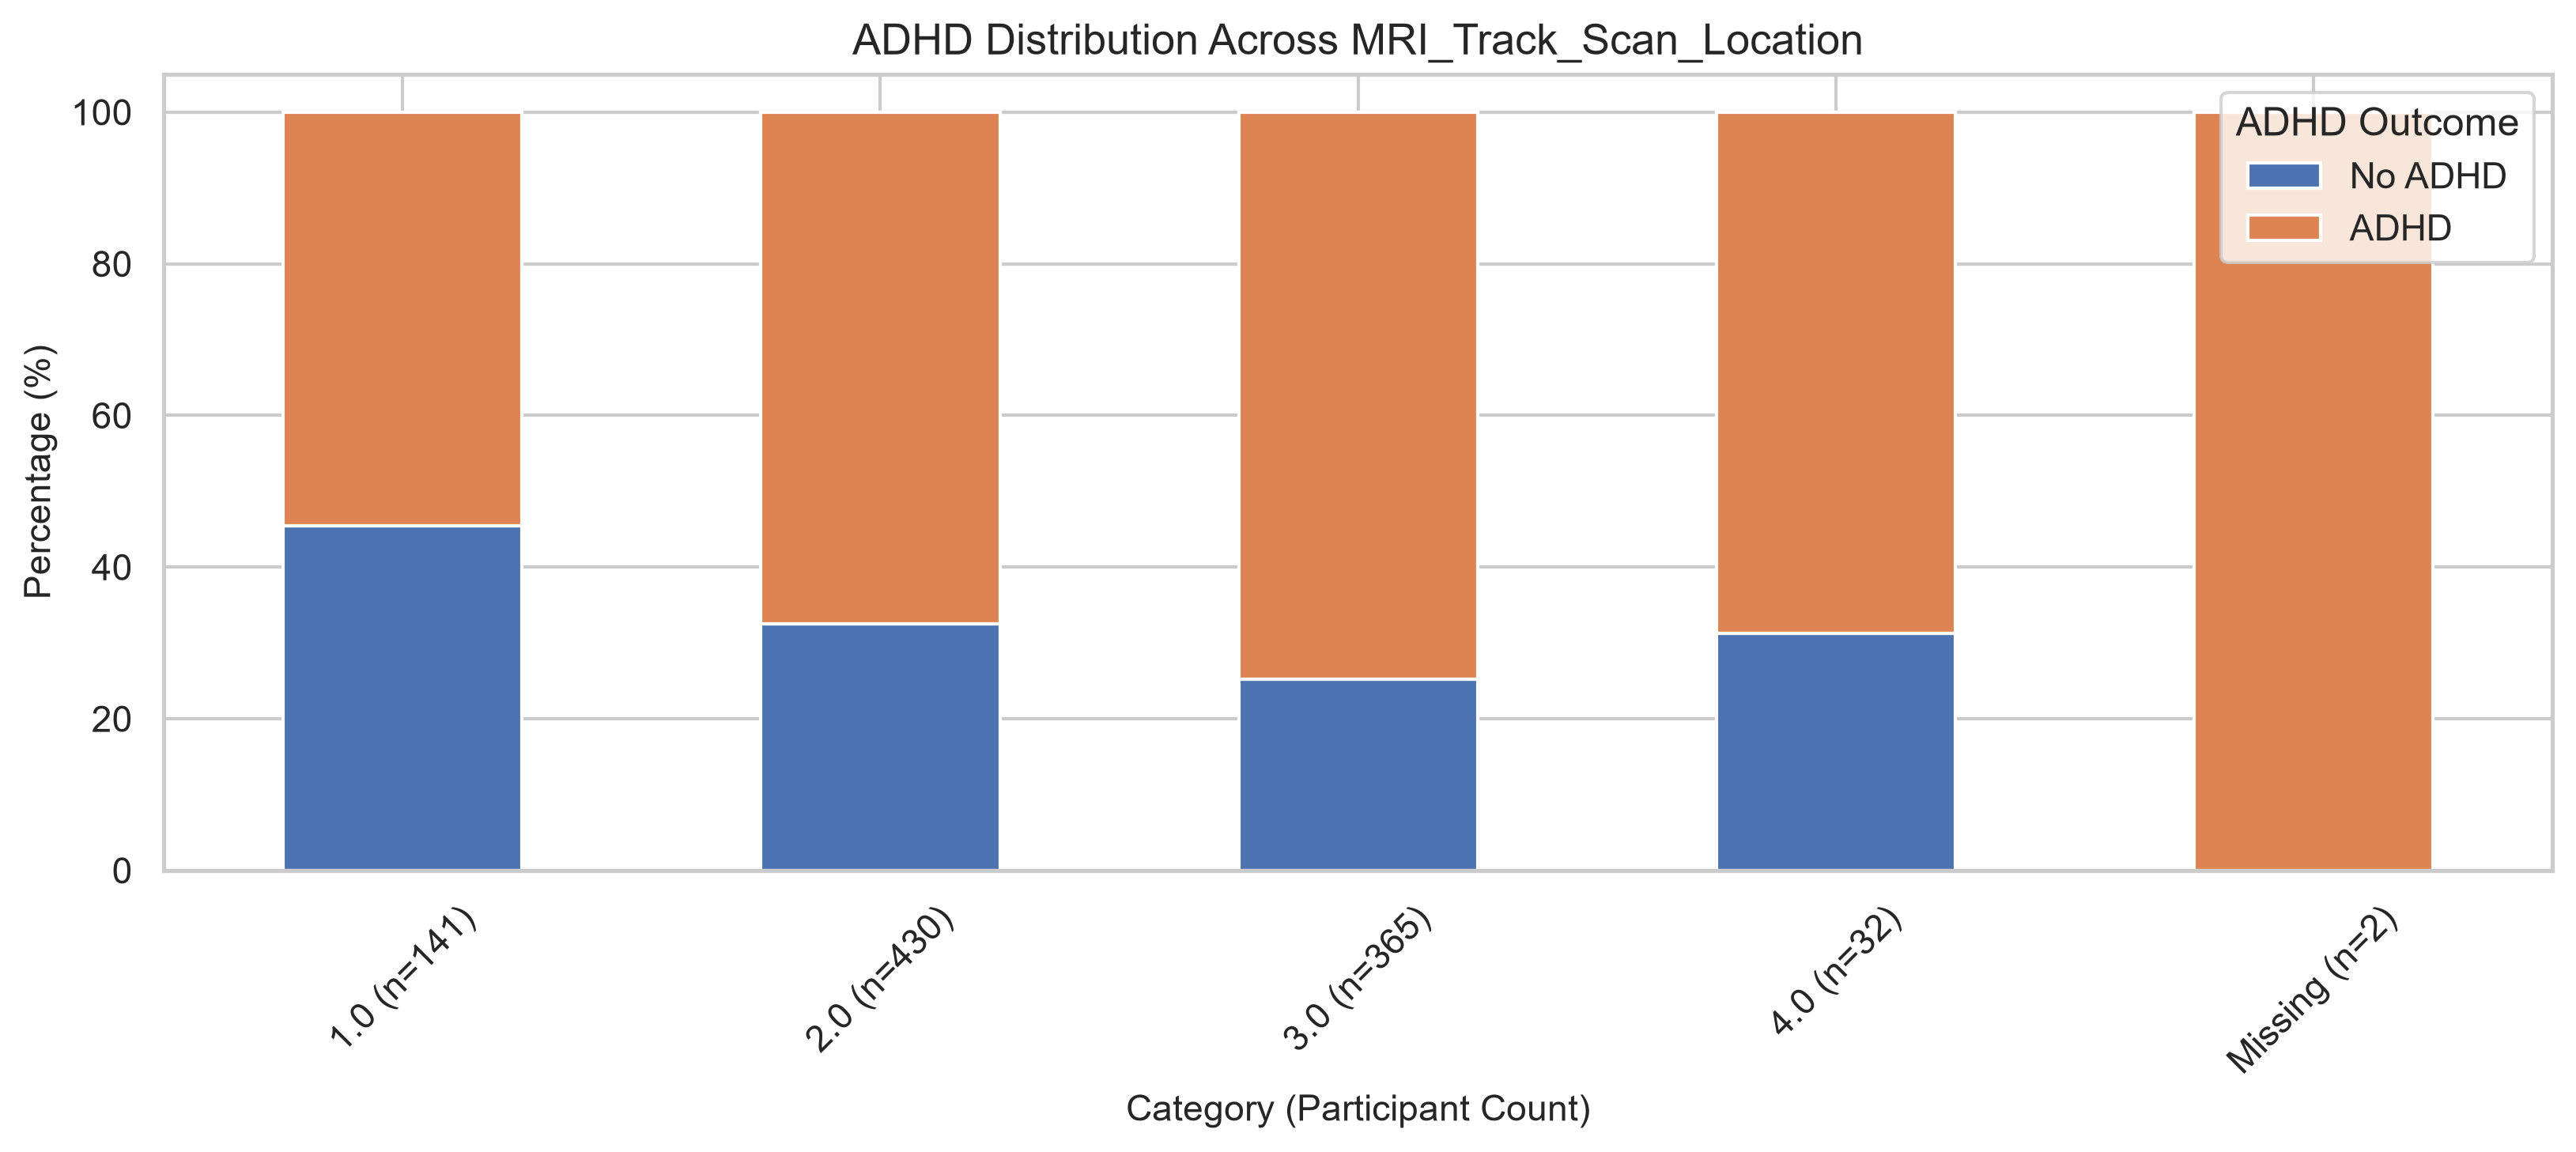 ADHD Distribution Across MRI_Track_Scan_Location
Percentage (%)
100
80
60
40
20
0
ADHD Outcome
No ADHD
ADHD
1.0 (n=141)
2.0 (n=430)
3.0 (n=365)
4.0 (n=32)
Missing (n=2)
Category (Participant Count)